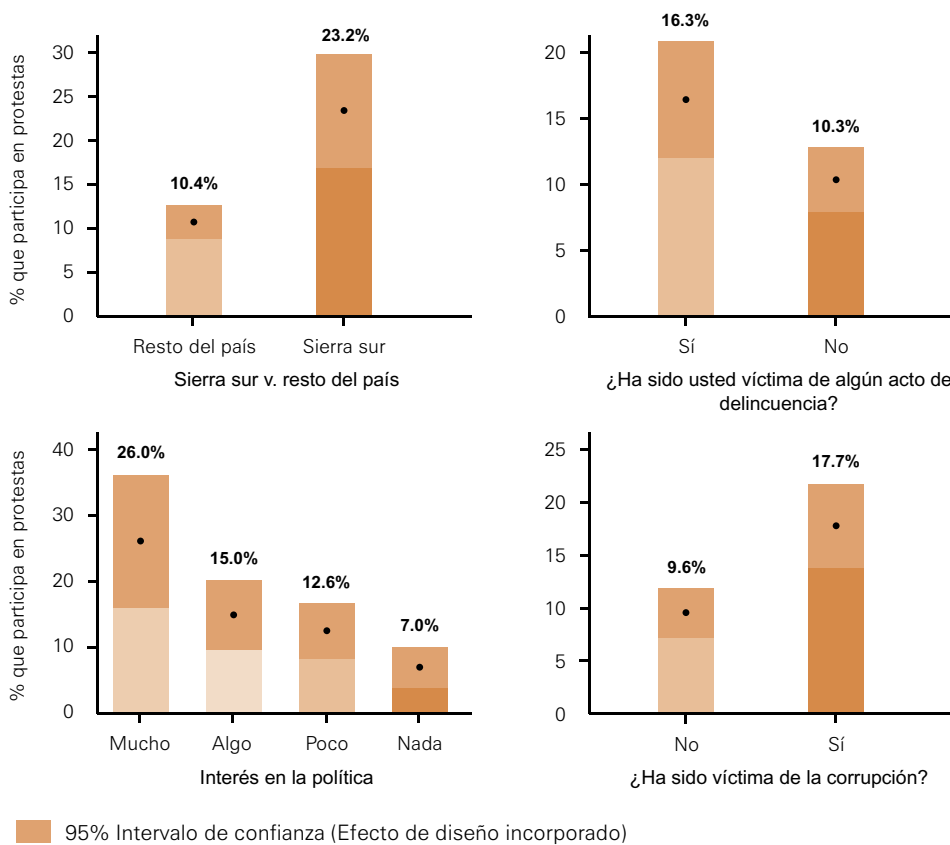 % que participa en protestas
30
25
20
15
10
5
0
10.4%
23.2%
Resto del país
Sierra sur
Sierra sur v. resto del país
20
15
10
5
0
16.3%
10.3%
Sí
No
¿Ha sido usted víctima de algún acto de
delincuencia?
% que participa en protestas
40
30
20
10
0
26.0%
15.0%
12.6%
7.0%
Mucho
Algo
Poco
Nada
Interés en la política
25
20
15
10
5
0
9.6%
17.7%
No
Sí
¿Ha sido víctima de la corrupción?
95% Intervalo de confianza (Efecto de diseño incorporado)